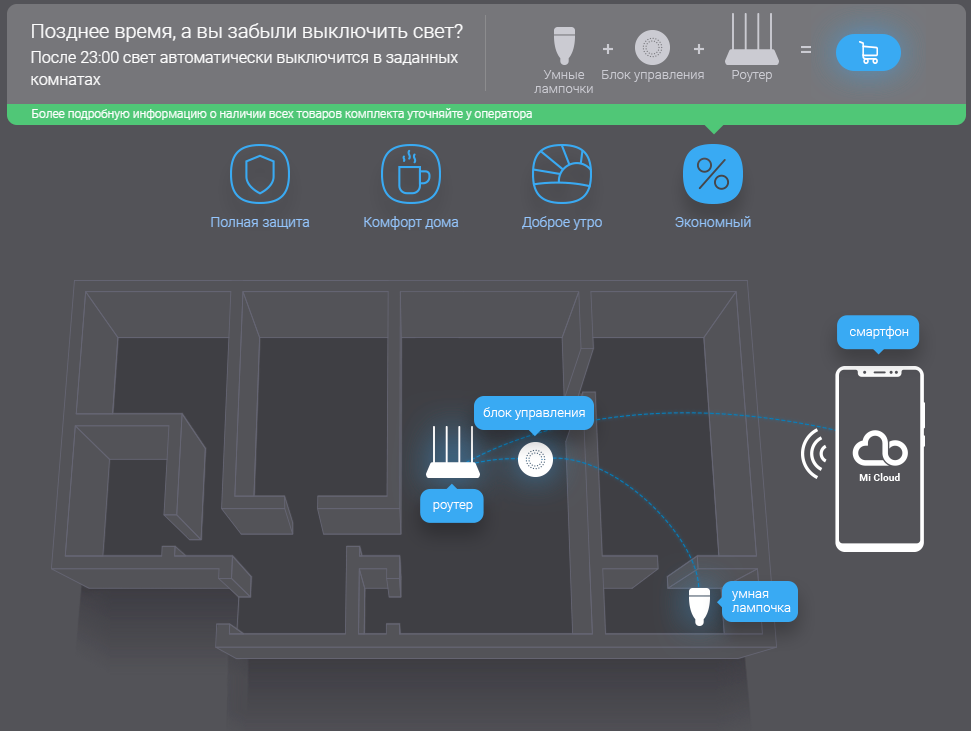 Позднее время, а вы забыли выключить свет?
После 23:00 свет автоматически выключится в заданных
комнатах
Умные
лампочки
+
Блок управления
+
Роутер
=
Более подробную информацию о наличии всех товаров комплекта уточняйте у оператора
Полная защита
Комфорт дома
Доброе утро
%
Экономный
смартфон
блок управления
Mi Cloud
роутер
умная
лампочка